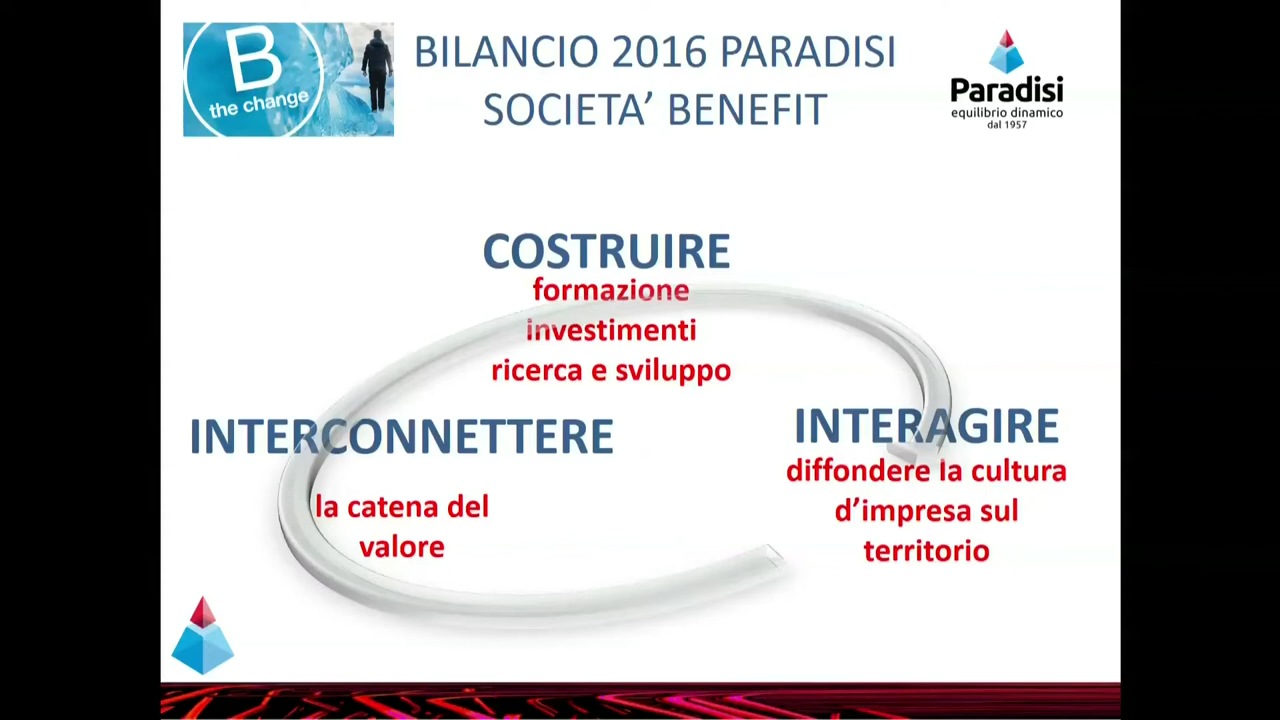 B
the change
BILANCIO 2016 PARADISI
SOCIETA’ BENEFIT
Paradisi
equilibrio dinamico
dal 1957
COSTRUIRE
formazione
investimenti
ricerca e sviluppo
INTERCONNETTERE
la catena del
valore
INTERAGIRE
diffondere la cultura
d’impresa sul
territorio